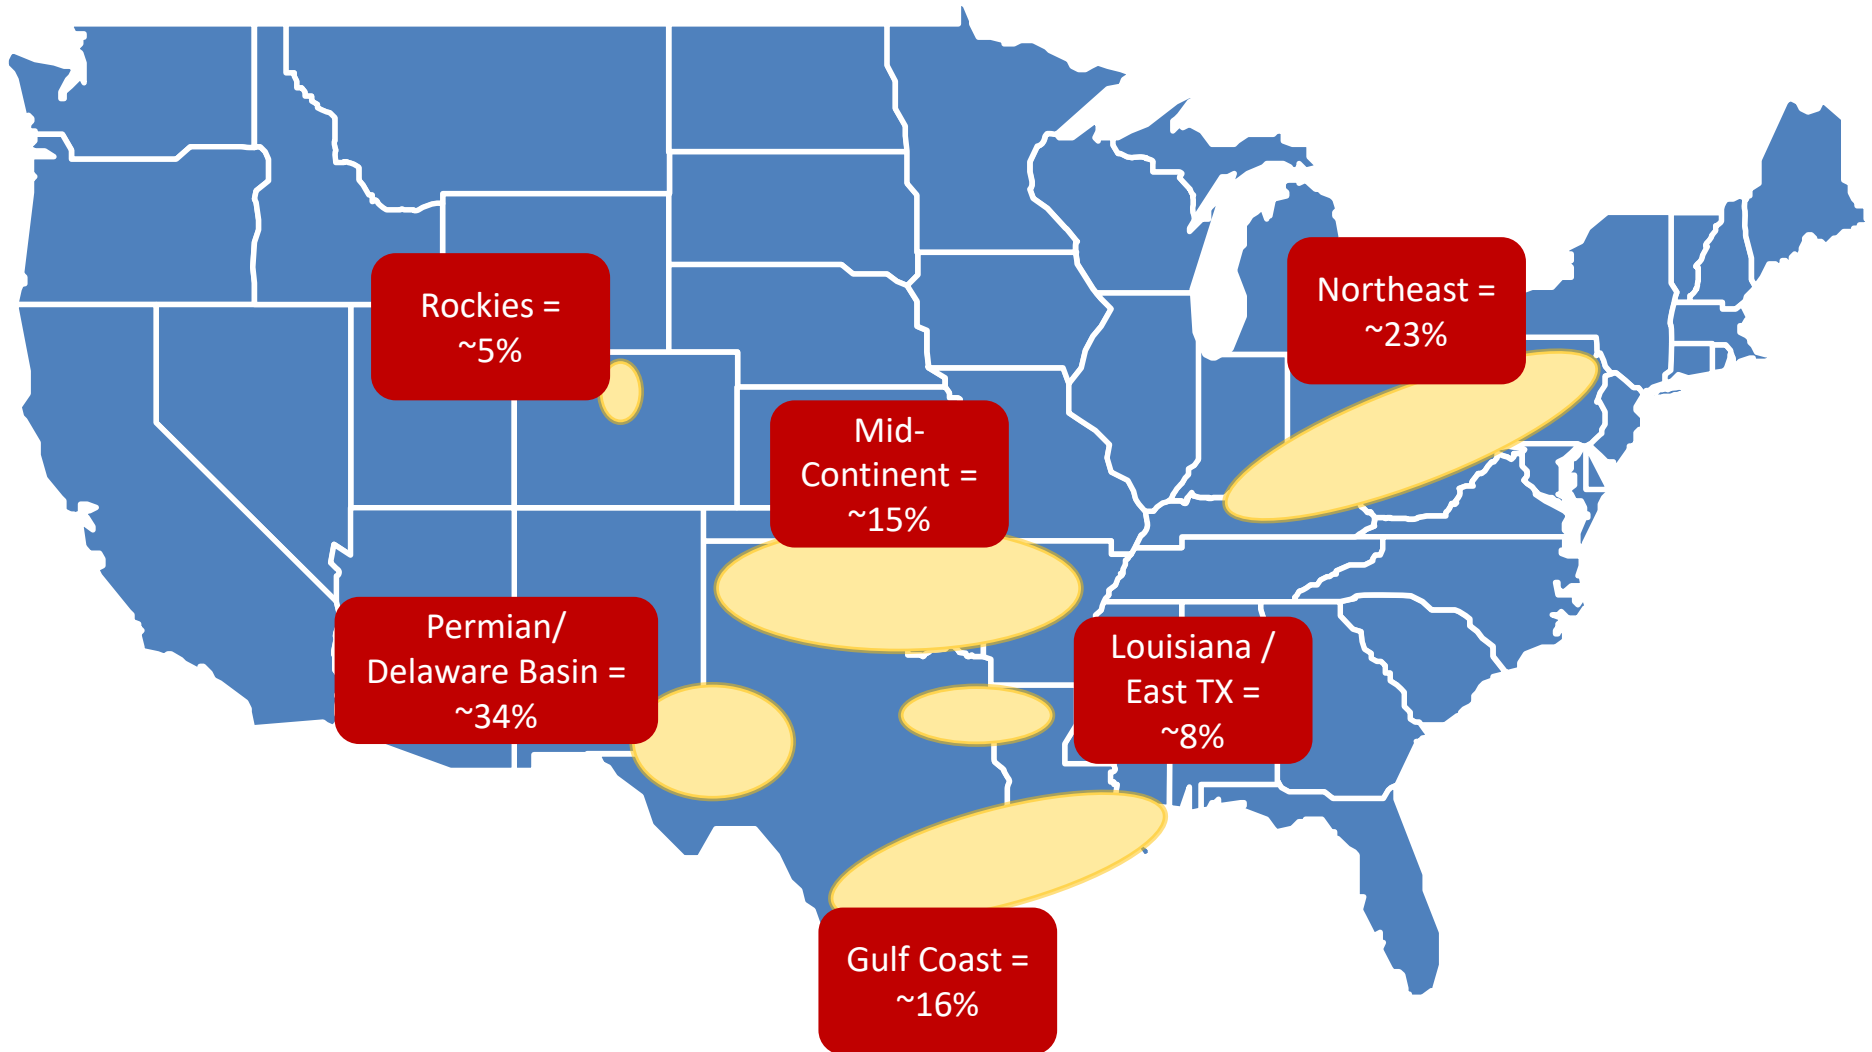 Rockies =
~5%
Northeast =
~23%
Mid-
Continent =
~15%
Permian/
Delaware Basin =
~34%
Louisiana /
East TX =
~8%
Gulf Coast =
~16%